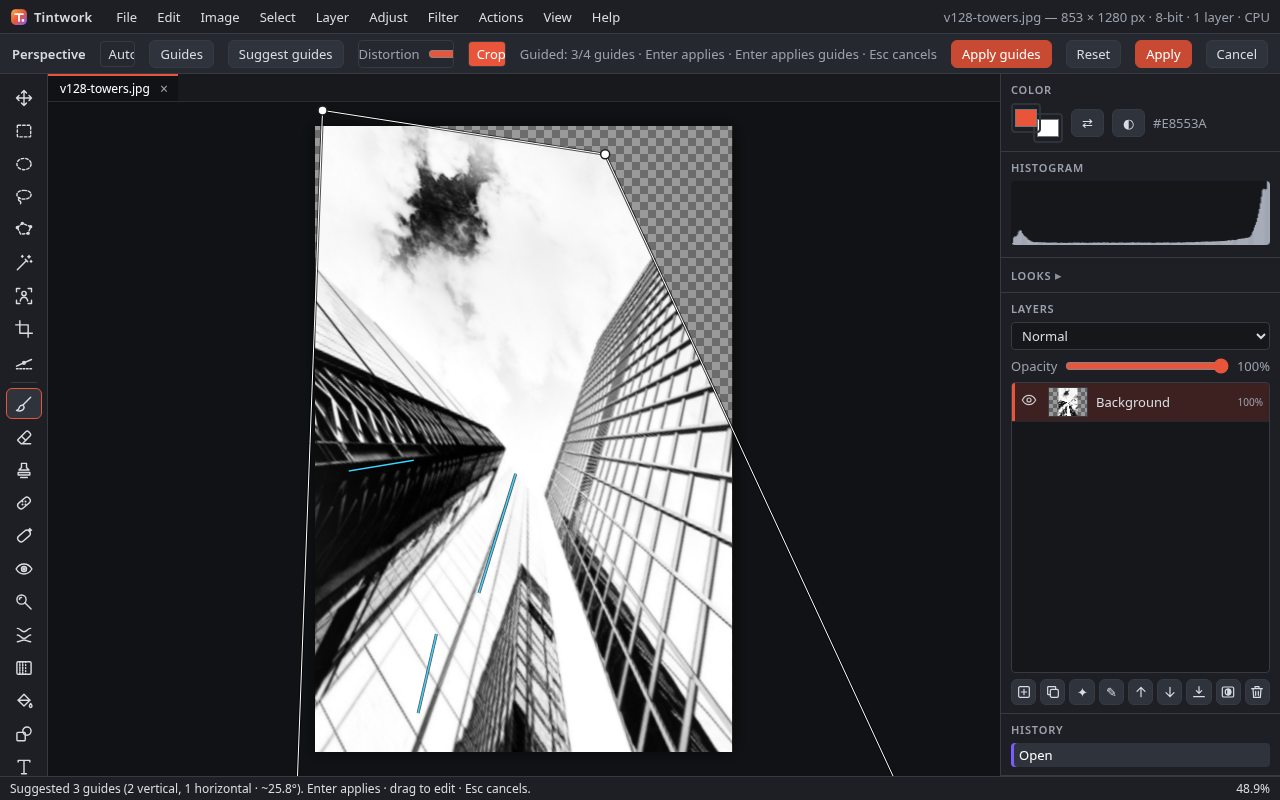 Tintwork File Edit Image Select Layer Adjust Filter Actions View Help v128-towers.jpg — 853 × 1280 px · 8-bit · 1 layer · CPU
Perspective Auto Guides Suggest guides Distortion Crop Guided: 3/4 guides · Enter applies · Enter applies guides · Esc cancels Apply guides Reset Apply Cancel
v128-towers.jpg ×
COLOR
#E8553A
HISTOGRAM
LOOKS ▸
LAYERS
Normal
Opacity 100%
Background 100%
HISTORY
Open
Suggested 3 guides (2 vertical, 1 horizontal · ~25.8°). Enter applies · drag to edit · Esc cancels. 48.9%